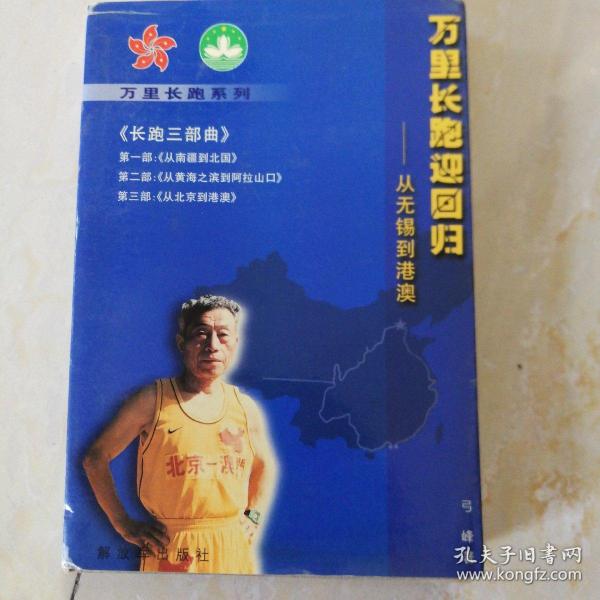 万里长跑系列
《长跑三部曲》
第一部:《从南疆到北国》
第二部:《从黄海之滨到阿拉山口》
第三部:《从北京到港澳》
万里长跑迎回归
——从无锡到港澳
北京—澳
弓峰
解放军出版社
孔夫子旧书网
www.kongfz.com